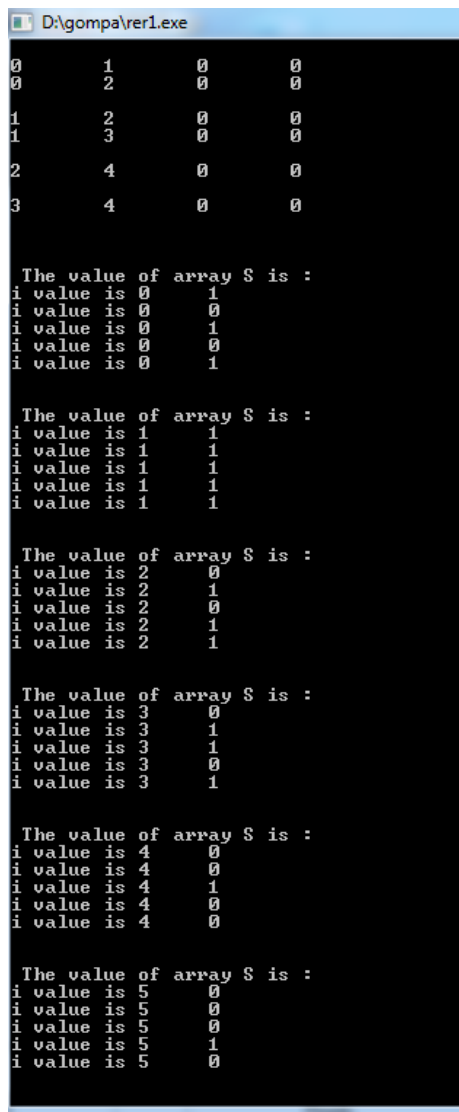 D:\gompa\rer1.exe
0 1 0 0
0 2 0 0
1 2 0 0
1 3 0 0
2 4 0 0
3 4 0 0
The value of array S is :
i value is 0 1
i value is 0 0
i value is 0 1
i value is 0 0
i value is 0 1
The value of array S is :
i value is 1 1
i value is 1 1
i value is 1 1
i value is 1 1
i value is 1 1
The value of array S is :
i value is 2 0
i value is 2 1
i value is 2 0
i value is 2 1
i value is 2 1
The value of array S is :
i value is 3 0
i value is 3 1
i value is 3 1
i value is 3 0
i value is 3 1
The value of array S is :
i value is 4 0
i value is 4 0
i value is 4 1
i value is 4 0
i value is 4 0
The value of array S is :
i value is 5 0
i value is 5 0
i value is 5 0
i value is 5 1
i value is 5 0